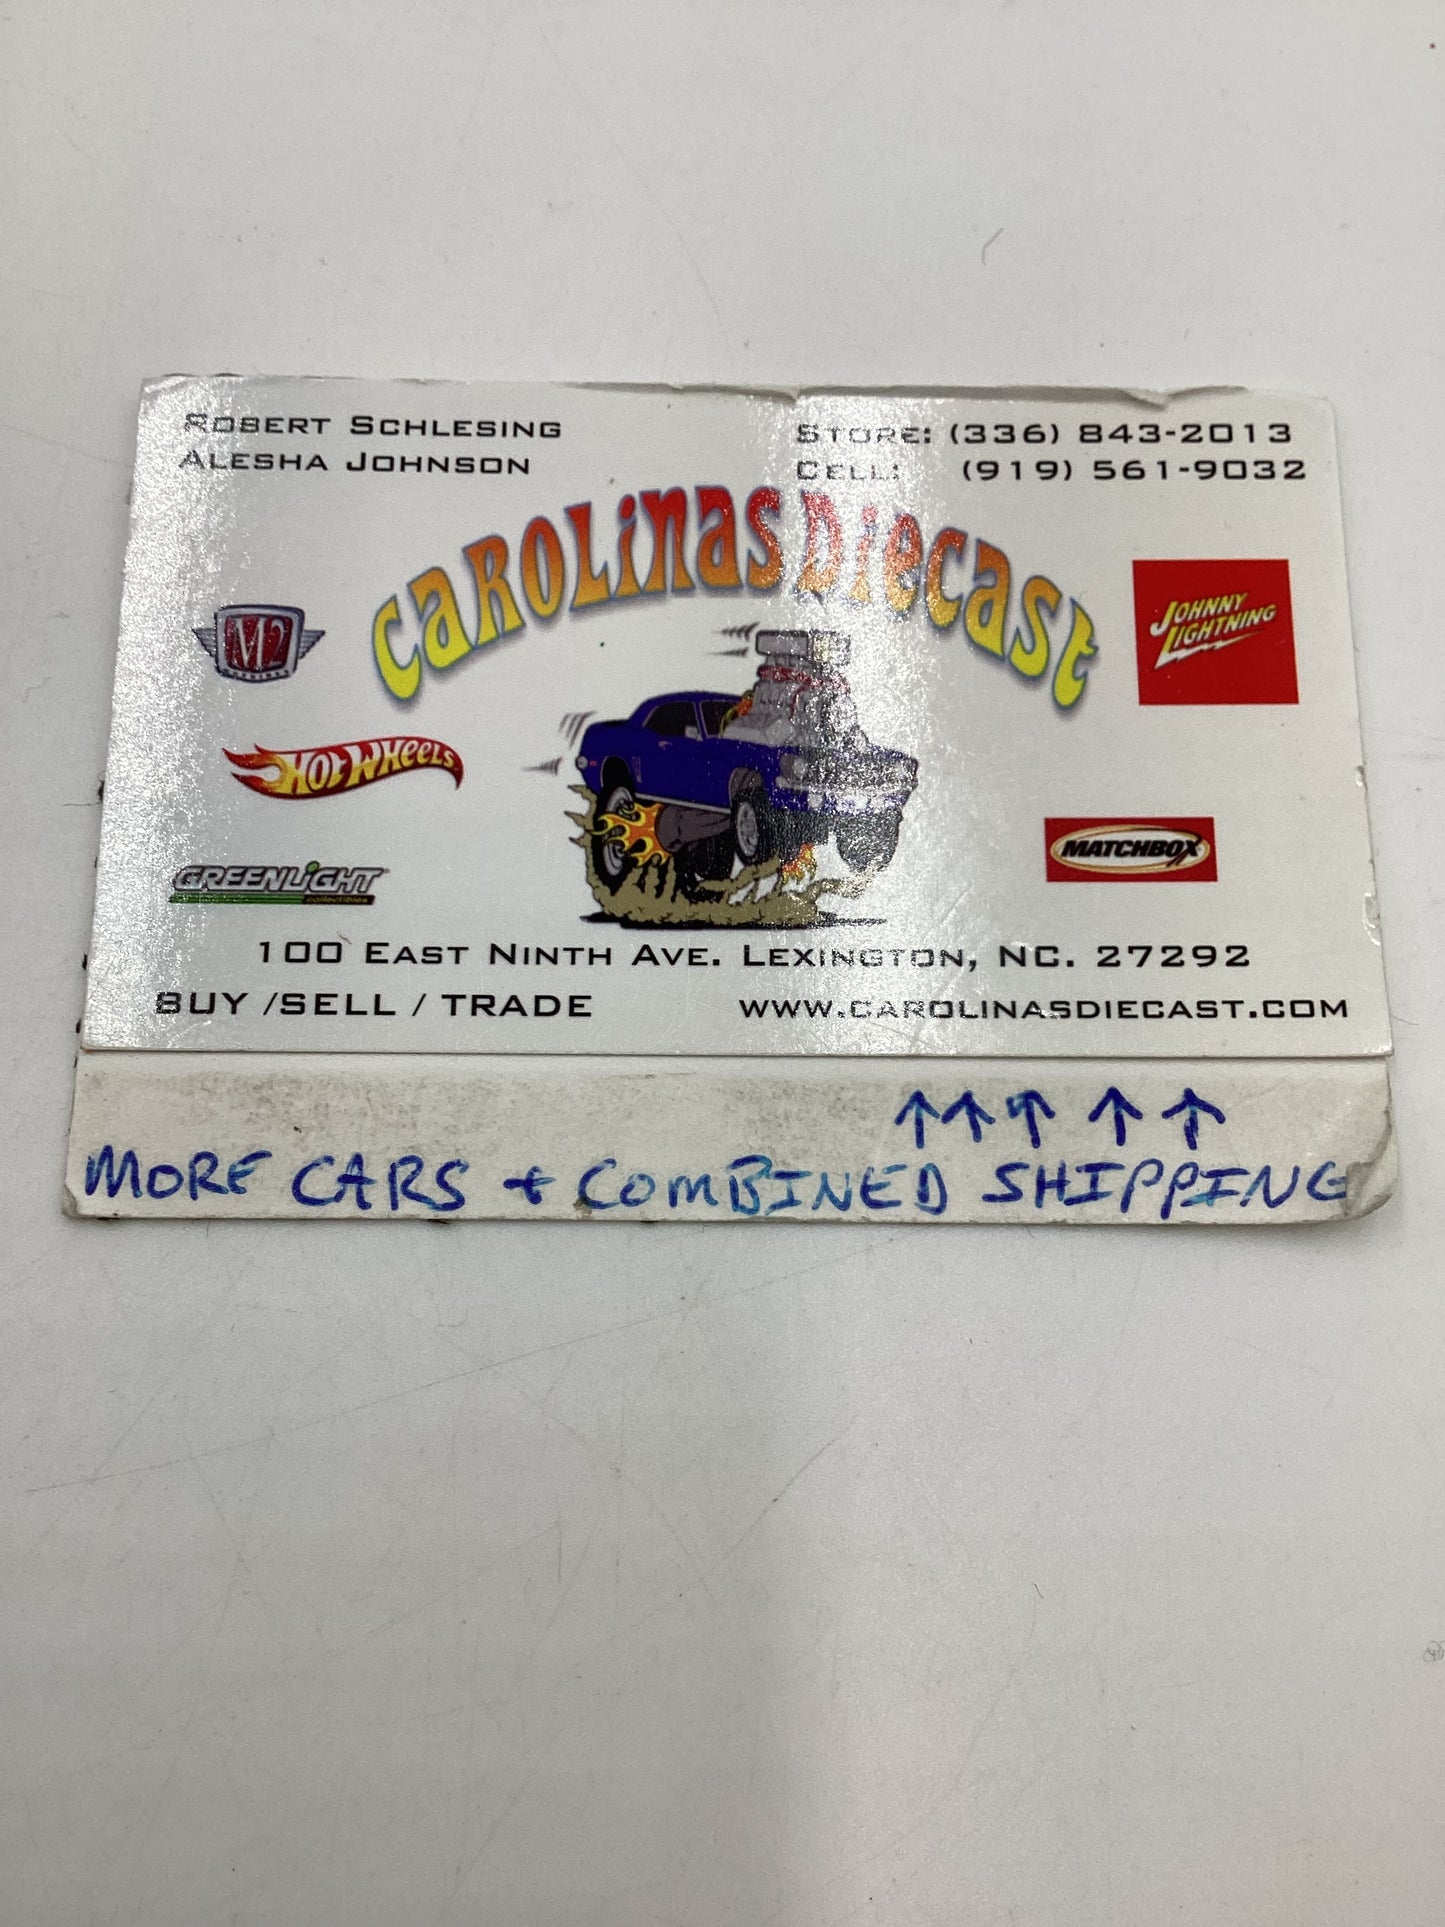 ROBERT SCHLESING
ALESHA JOHNSON
STORE: (336) 843-2013
CELL: (919) 561-9032
CAROLINAS DIECAST
M2
MACHINES
JOHNNY
LIGHTNING
HOT WHEELS
MATCHBOX
GREENLIGHT
collectibles
100 EAST NINTH AVE. LEXINGTON, NC. 27292
BUY /SELL / TRADE
WWW.CAROLINASDIECAST.COM
↑ ↑ ↑ ↑ ↑
MORE CARS + COMBINED SHIPPING